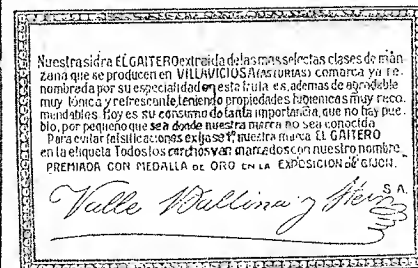 Nuestra sidra EL GAITERO extraida de las mas selectas clases de man-
zana que se producen en VILLAVICIOSA (ASTURIAS) comarca ya re-
nombrada por su especialidad en esta fruta es, ademas de agradable
muy tónica y refrescante, teniendo propiedades higienicas muy reco-
mendables Hoy es su consumo de tanta importancia, que no hay pue-
blo, por pequeño que sea donde nuestra marca no sea conocida
Para evitar falsificaciones exijase 1º, nuestra marca EL GAITERO
en la etiqueta Todos los corchos van marcados con nuestro nombre.
PREMIADA CON MEDALLA DE ORO EN LA EXPOSICION DE GIJON.
Valle Ballina y Fern
S A.